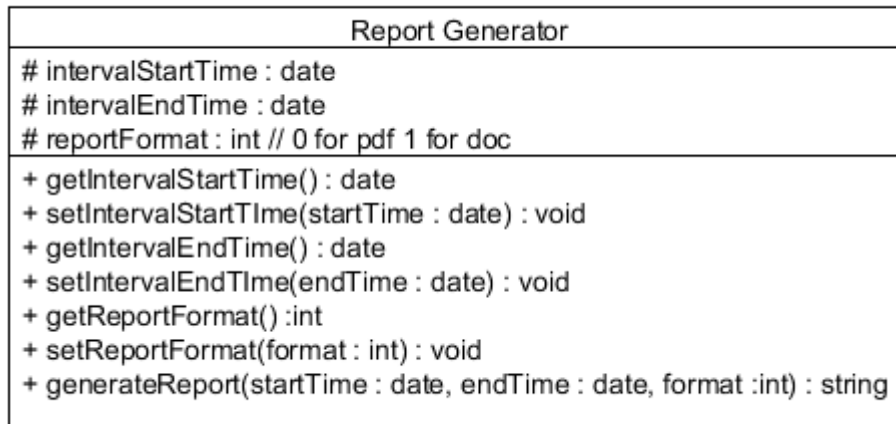 Report Generator
# intervalStartTime : date
# intervalEndTime : date
# reportFormat : int // 0 for pdf 1 for doc
+ getIntervalStartTime() : date
+ setIntervalStartTIme(startTime : date) : void
+ getIntervalEndTime() : date
+ setIntervalEndTIme(endTime : date) : void
+ getReportFormat() :int
+ setReportFormat(format : int) : void
+ generateReport(startTime : date, endTime : date, format :int) : string